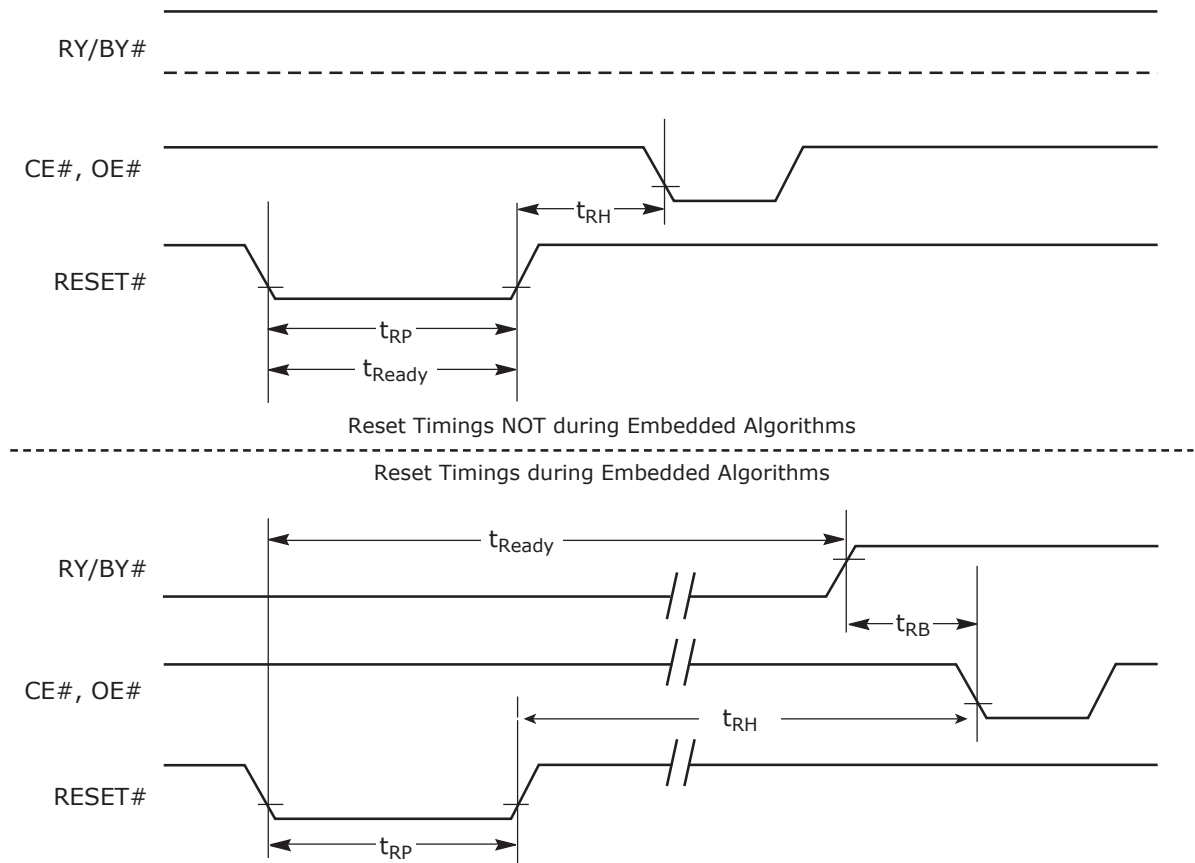 RY/BY#
CE#, OE#
tRH
RESET#
tRP
tReady
Reset Timings NOT during Embedded Algorithms
Reset Timings during Embedded Algorithms
tReady
RY/BY#
tRB
CE#, OE#
tRH
RESET#
tRP